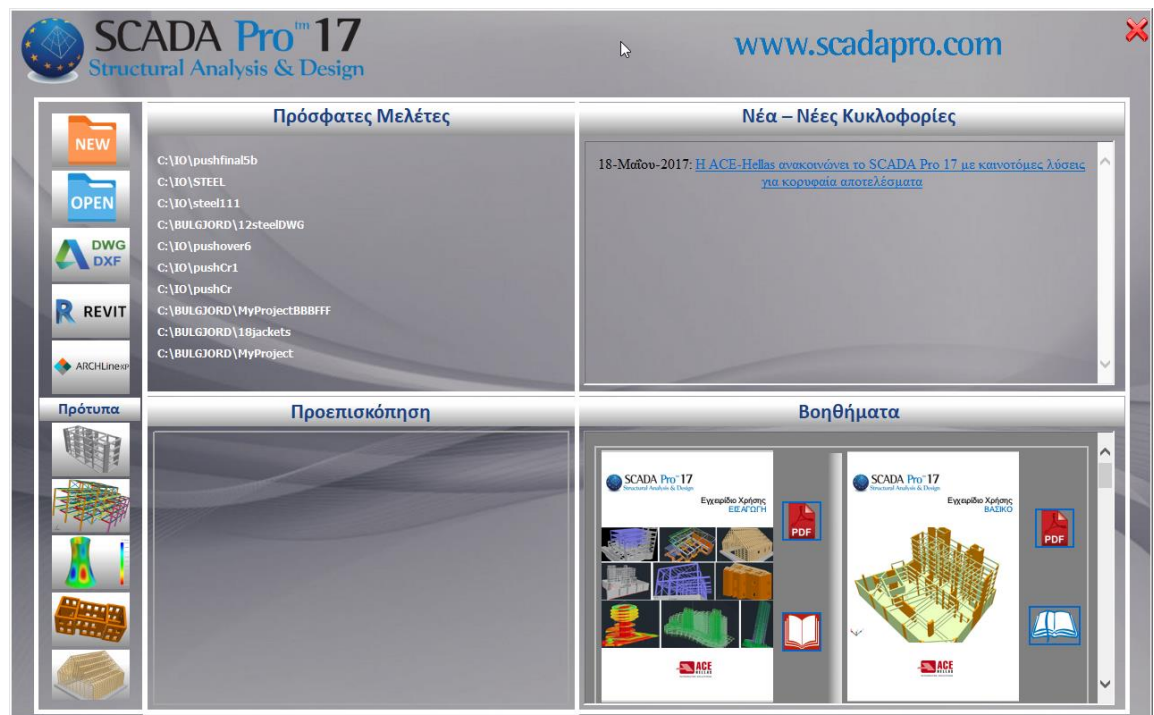 SCADA Pro™ 17
Structural Analysis & Design
www.scadapro.com
NEW
OPEN
DWG
DXF
REVIT
ARCHLineXP
Πρότυπα
Πρόσφατες Μελέτες
C:\IO\pushfinal5b
C:\IO\STEEL
C:\IO\steel111
C:\BULGJORD\12steelDWG
C:\IO\pushover6
C:\IO\pushCr1
C:\IO\pushCr
C:\BULGJORD\MyProjectBBBFFF
C:\BULGJORD\18jackets
C:\BULGJORD\MyProject
Νέα – Νέες Κυκλοφορίες
18-Μαΐου-2017: Η ACE-Hellas ανακοινώνει το SCADA Pro 17 με καινοτόμες λύσεις
για κορυφαία αποτελέσματα
Προεπισκόπηση
Βοηθήματα
SCADA Pro™ 17
Structural Analysis & Design
Εγχειρίδιο Χρήσης
ΕΙΣΑΓΩΓΗ
PDF
ACE
HELLAS
SCADA Pro™ 17
Structural Analysis & Design
Εγχειρίδιο Χρήσης
ΒΑΣΙΚΟ
PDF
ACE
HELLAS